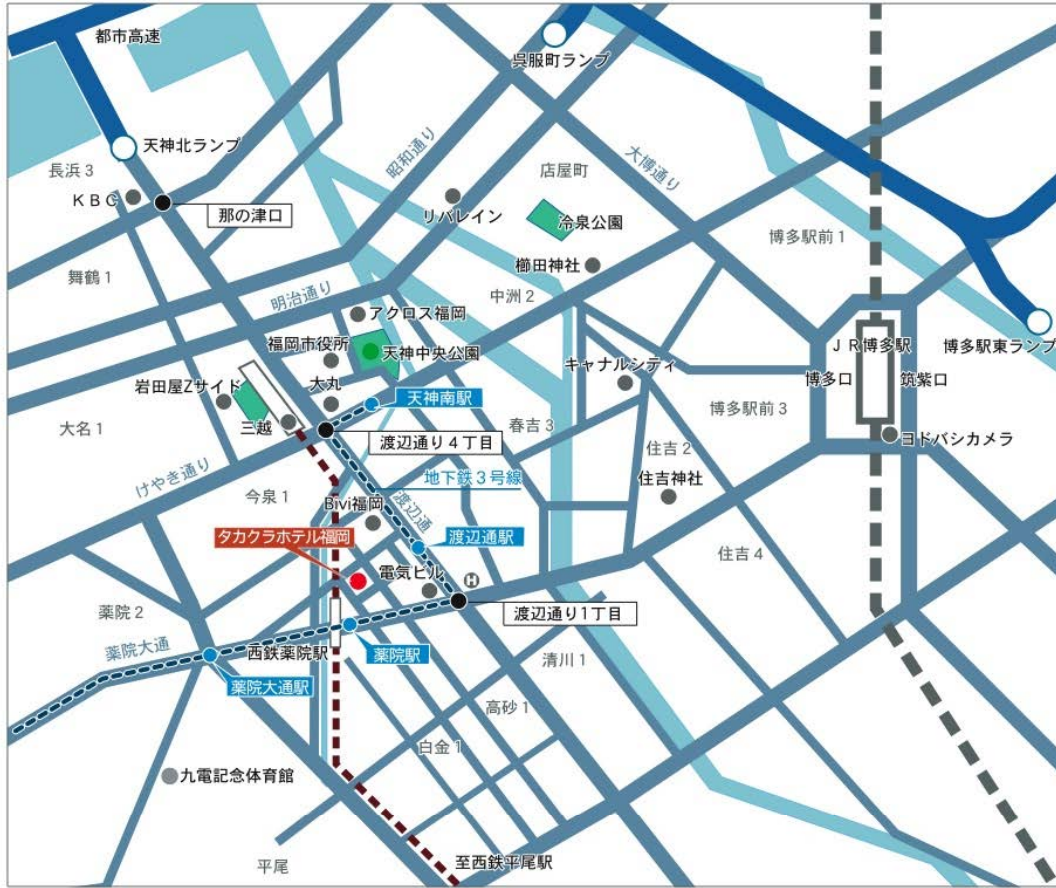 都市高速
呉服町ランプ
天神北ランプ
長浜3
KBC
那の津口
昭和通り
リバレイン
店屋町
冷泉公園
大博通り
博多駅前1
舞鶴1
櫛田神社
中洲2
明治通り
アクロス福岡
福岡市役所
天神中央公園
JR博多駅
博多駅東ランプ
岩田屋Zサイド
大丸
天神南駅
キャナルシティ
博多口
筑紫口
三越
大名1
春吉3
博多駅前3
渡辺通り4丁目
ヨドバシカメラ
けやき通り
住吉2
地下鉄3号線
今泉1
住吉神社
Bivi福岡
渡辺通
タカクラホテル福岡
渡辺通駅
住吉4
電気ビル
H
薬院2
渡辺通り1丁目
薬院大通
西鉄薬院駅
薬院駅
清川1
薬院大通駅
高砂1
白金1
九電記念体育館
平尾
至西鉄平尾駅